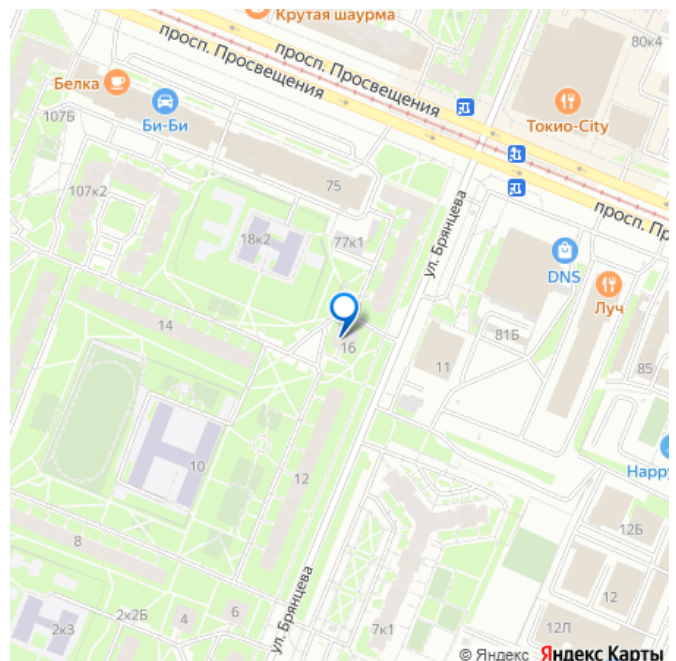 Крутая шаурма
80к4
просп. Просвещения
просп. Просвещения
Белка
Би-Би
107Б
Токио-City
75
107к2
ул. Брянцева
просп. Пр
18к2
77к1
DNS
Луч
14
81Б
16
11
85
10
12
Happy
12Б
8
ул. Брянцева
12
2к2Б
4
6
2к3
7к1
12Л
© Яндекс Яндекс Карты